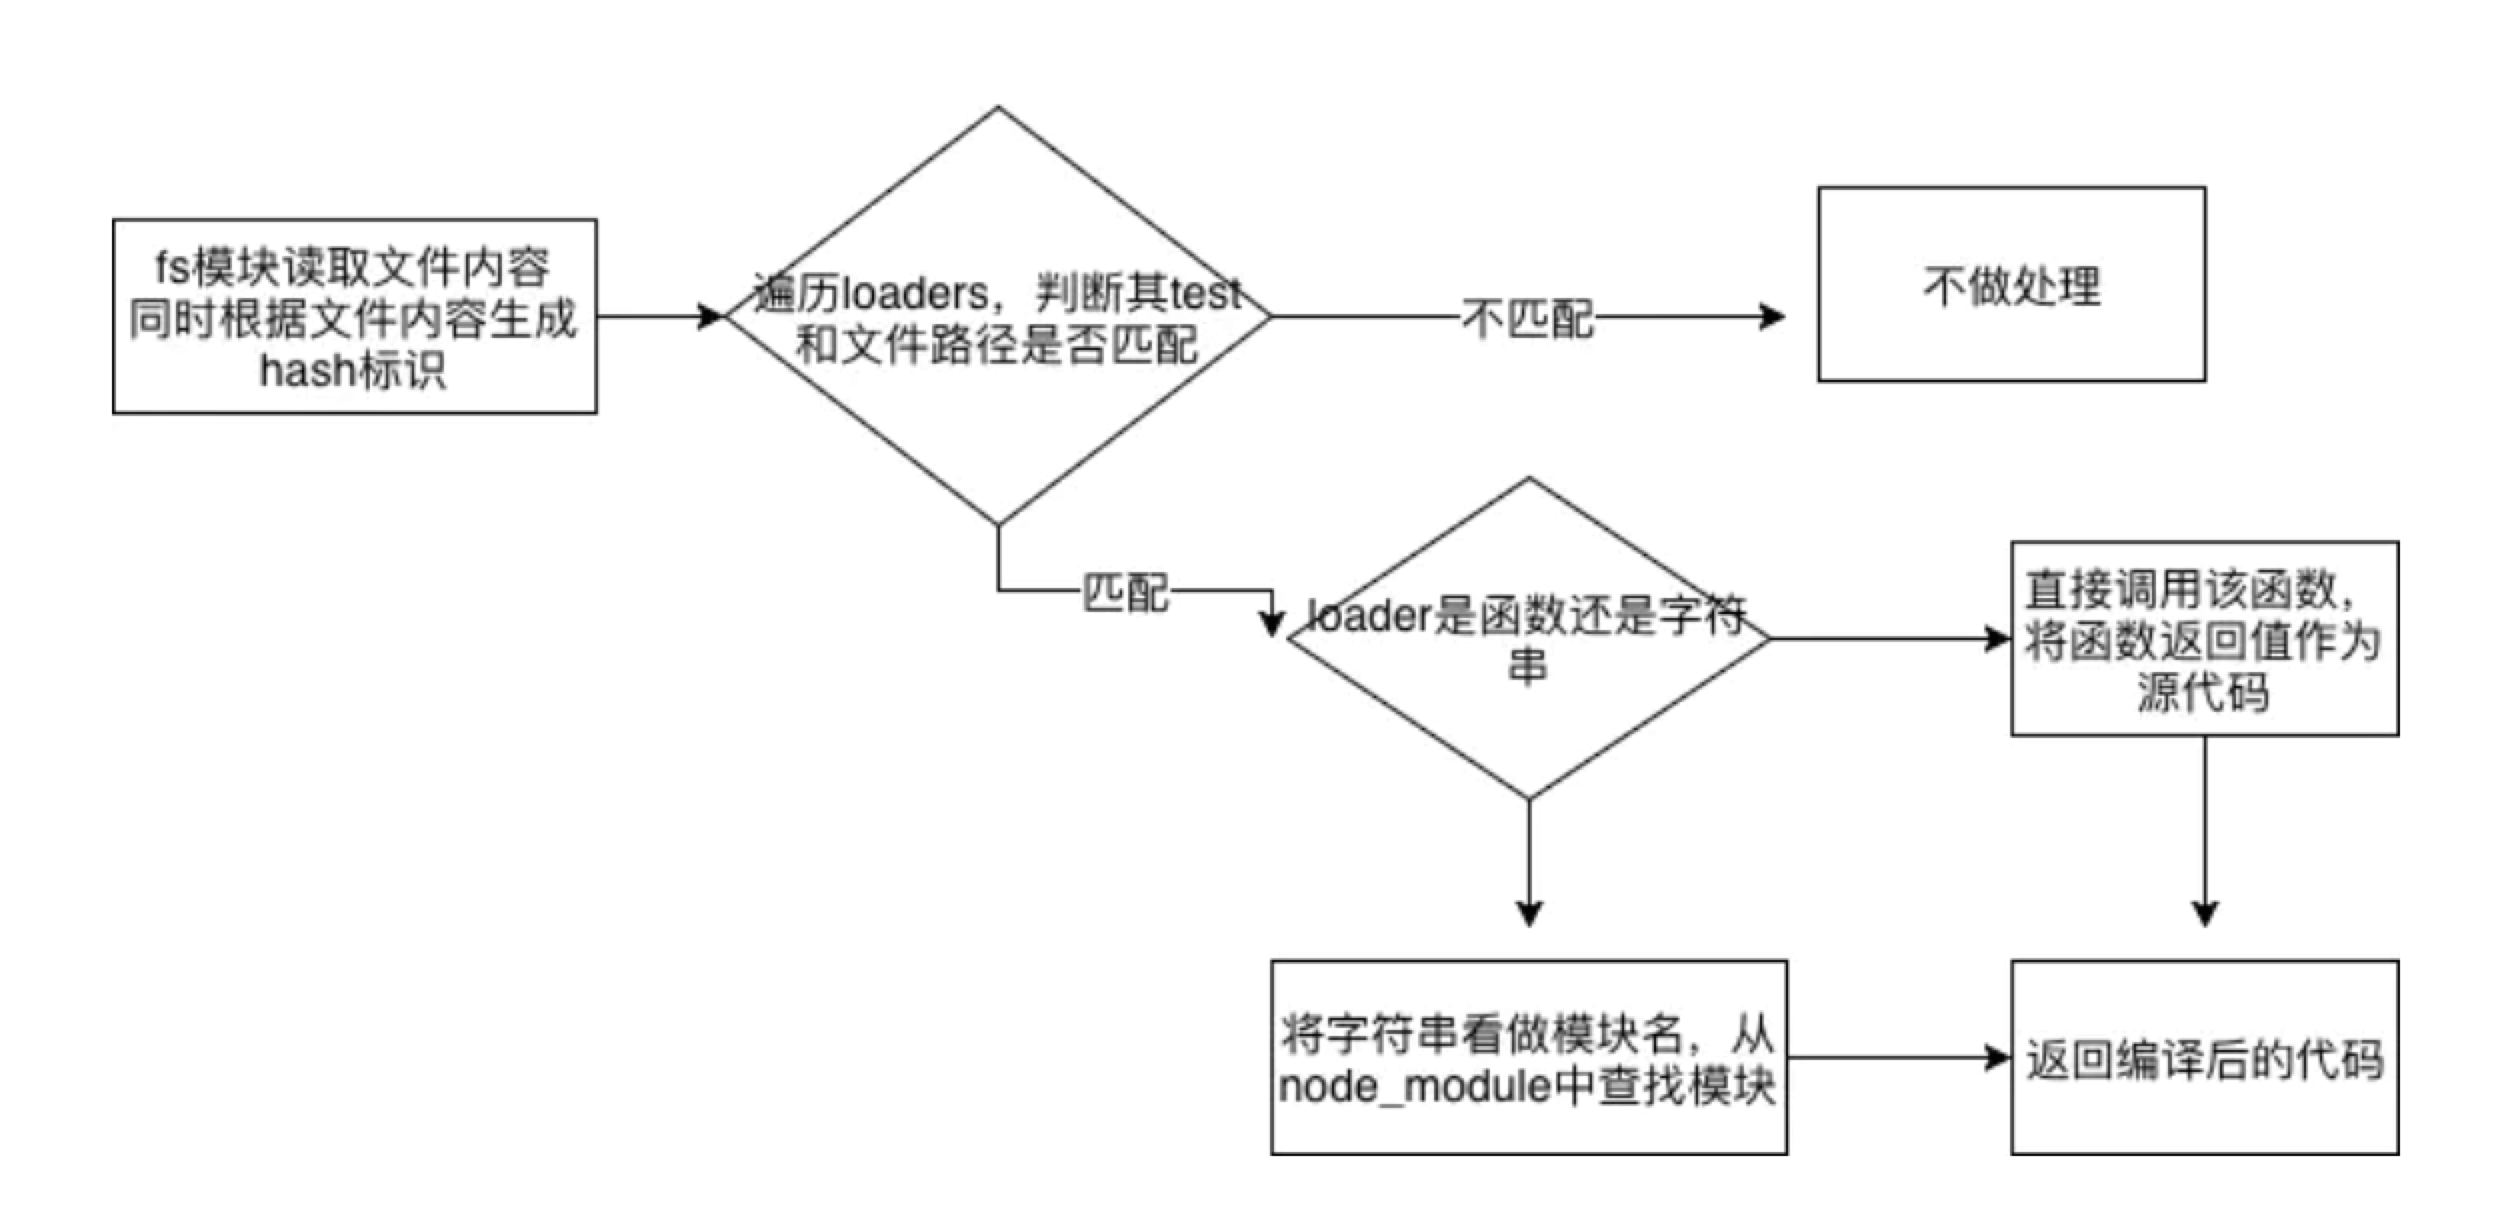 fs模块读取文件内容
同时根据文件内容生成
hash标识
遍历loaders，判断其test
和文件路径是否匹配
不匹配
不做处理
匹配
loader是函数还是字符
串
直接调用该函数，
将函数返回值作为
源代码
将字符串看做模块名，从
node_module中查找模块
返回编译后的代码